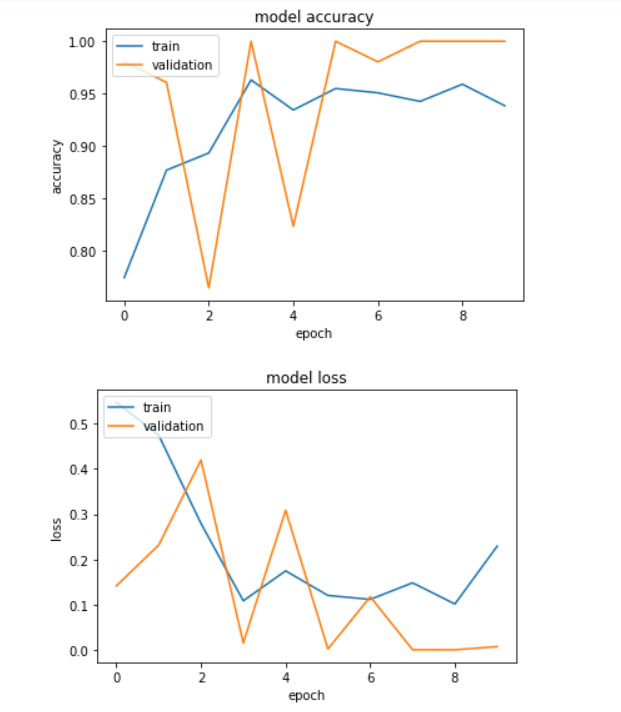 model accuracy
1.00
0.95
0.90
0.85
0.80
accuracy
train
validation
0
2
4
6
8
epoch
model loss
0.5
0.4
0.3
0.2
0.1
0.0
loss
train
validation
0
2
4
6
8
epoch